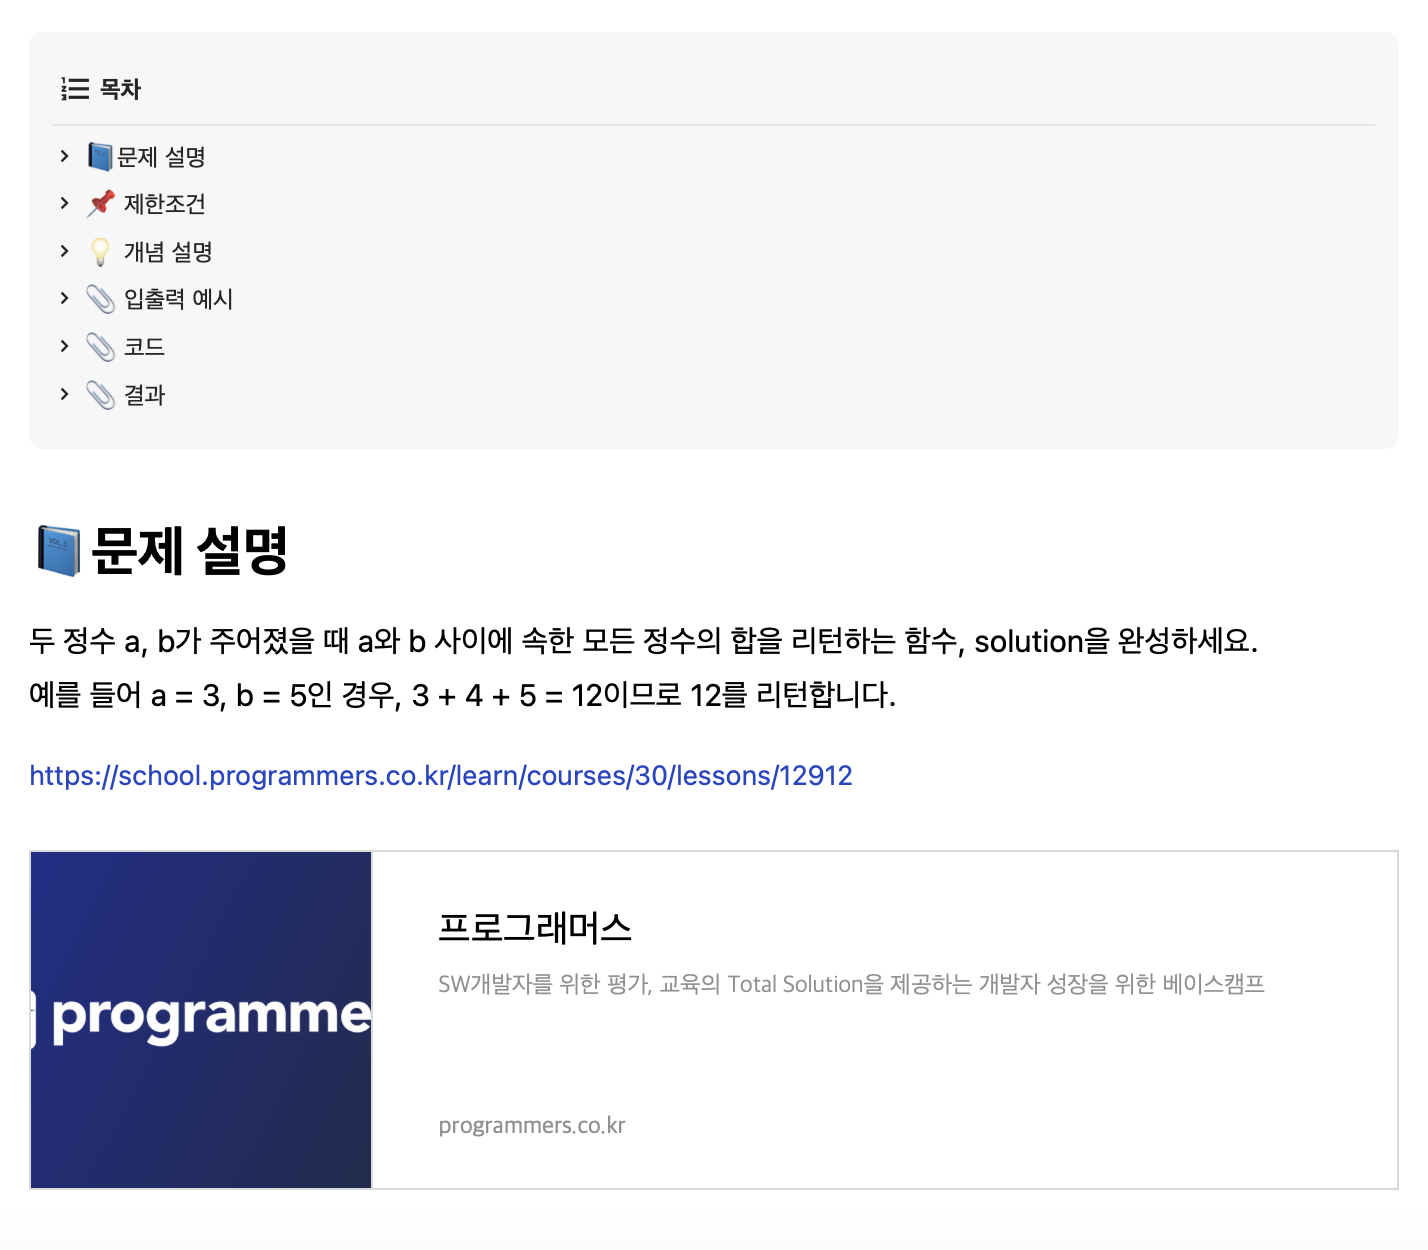 목차
문제 설명
제한조건
개념 설명
입출력 예시
코드
결과
문제 설명
두 정수 a, b가 주어졌을 때 a와 b 사이에 속한 모든 정수의 합을 리턴하는 함수, solution을 완성하세요.
예를 들어 a = 3, b = 5인 경우, 3 + 4 + 5 = 12이므로 12를 리턴합니다.
https://school.programmers.co.kr/learn/courses/30/lessons/12912
프로그래머스
SW개발자를 위한 평가, 교육의 Total Solution을 제공하는 개발자 성장을 위한 베이스캠프
programme
programmers.co.kr